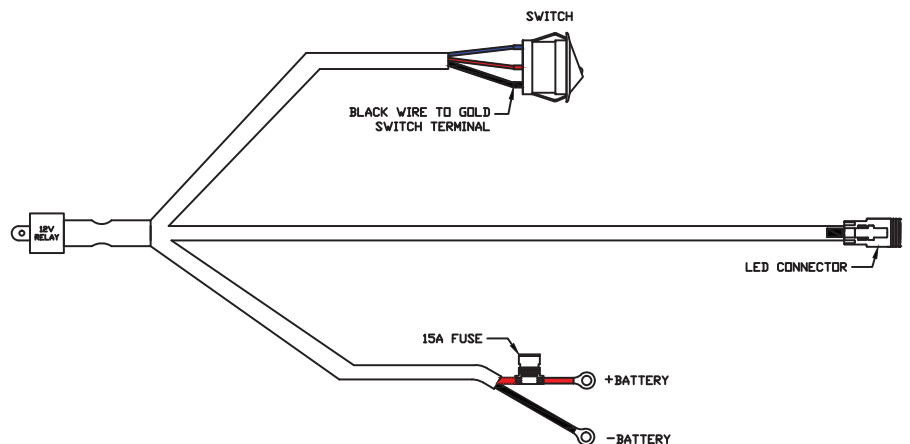 SWITCH
BLACK WIRE TO GOLD
SWITCH TERMINAL
12V
RELAY
LED CONNECTOR
15A FUSE
+BATTERY
-BATTERY